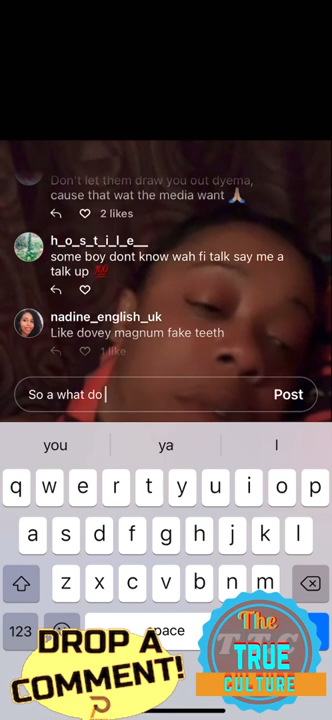 Don't let them draw you out dyema,
cause that wat the media want 🙏🏽
2 likes
h_o_s_t_i_l_e__
some boy dont know wah fi talk say me a
talk up 💯
nadine_english_uk
Like dovey magnum fake teeth
1 like
So a what do
Post
you ya I
q w e r t y u i o p
a s d f g h j k l
z x c v b n m
123 space
DROP A
COMMENT!
The
TRUE
CULTURE